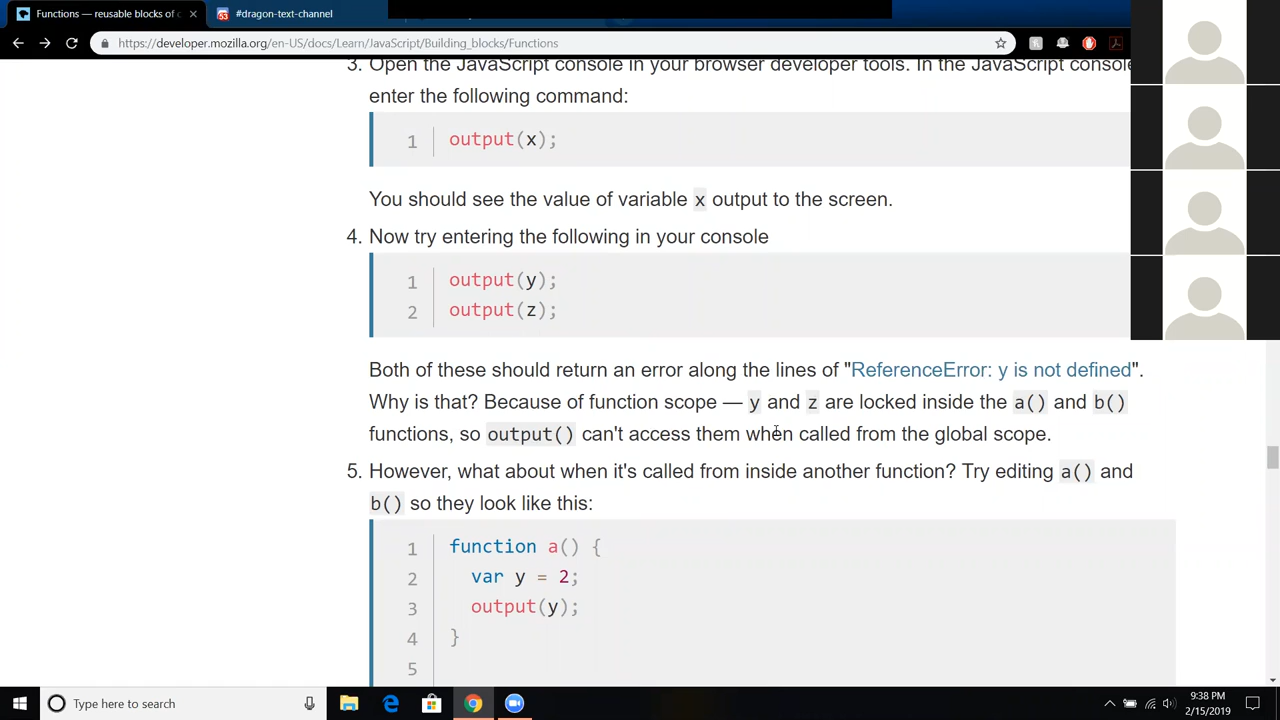 Functions — reusable blocks of c
#dragon-text-channel
https://developer.mozilla.org/en-US/docs/Learn/JavaScript/Building_blocks/Functions
3. Open the JavaScript console in your browser developer tools. In the JavaScript console
enter the following command:
1 output(x);
You should see the value of variable x output to the screen.
4. Now try entering the following in your console
1 output(y);
2 output(z);
Both of these should return an error along the lines of "ReferenceError: y is not defined".
Why is that? Because of function scope — y and z are locked inside the a() and b()
functions, so output() can't access them when called from the global scope.
5. However, what about when it's called from inside another function? Try editing a() and
b() so they look like this:
1 function a() {
2 var y = 2;
3 output(y);
4 }
5
Type here to search
9:38 PM
2/15/2019